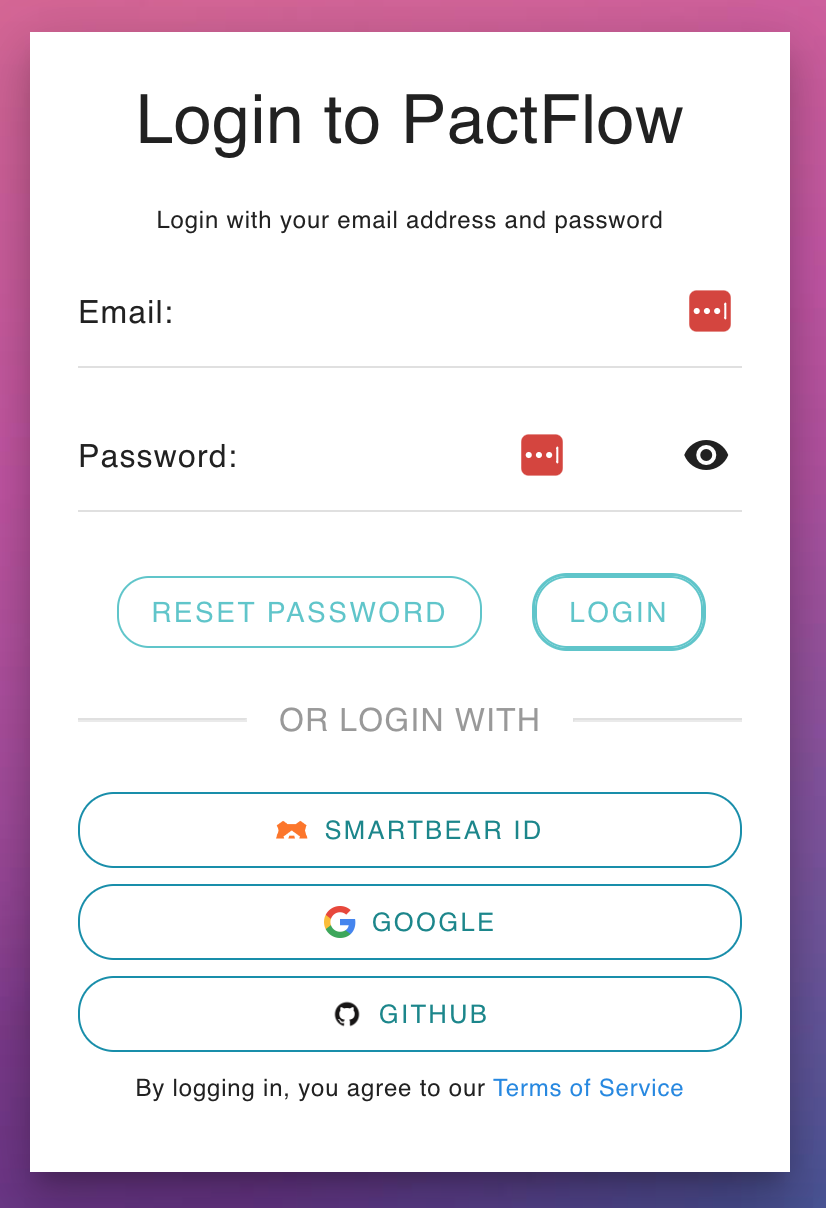 Login to PactFlow
Login with your email address and password
Email:
Password:
RESET PASSWORD
LOGIN
OR LOGIN WITH
SMARTBEAR ID
GOOGLE
GITHUB
By logging in, you agree to our Terms of Service